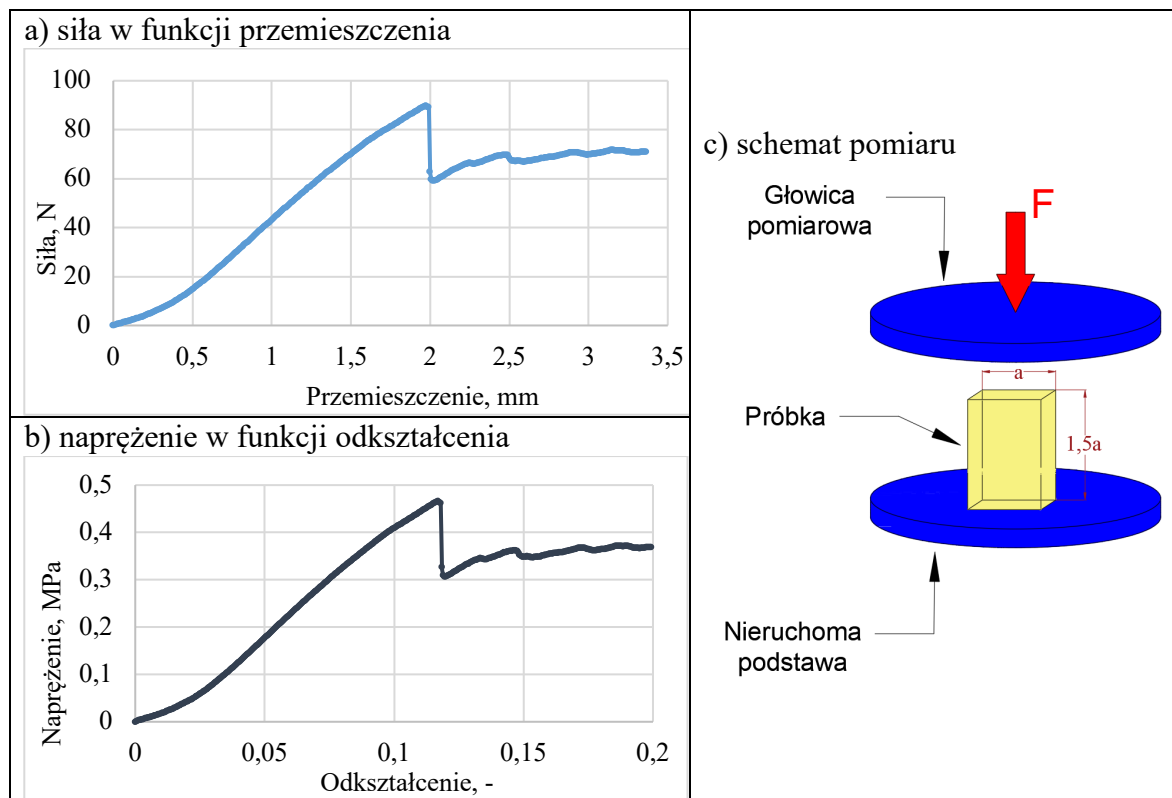 a) siła w funkcji przemieszczenia
100
80
60
40
20
0
Siła, N
0 0,5 1 1,5 2 2,5 3 3,5
Przemieszczenie, mm
b) naprężenie w funkcji odkształcenia
0,5
0,4
0,3
0,2
0,1
0
Naprężenie, MPa
0 0,05 0,1 0,15 0,2
Odkształcenie, -
c) schemat pomiaru
Głowica
pomiarowa
F
a
Próbka
1,5a
Nieruchoma
podstawa